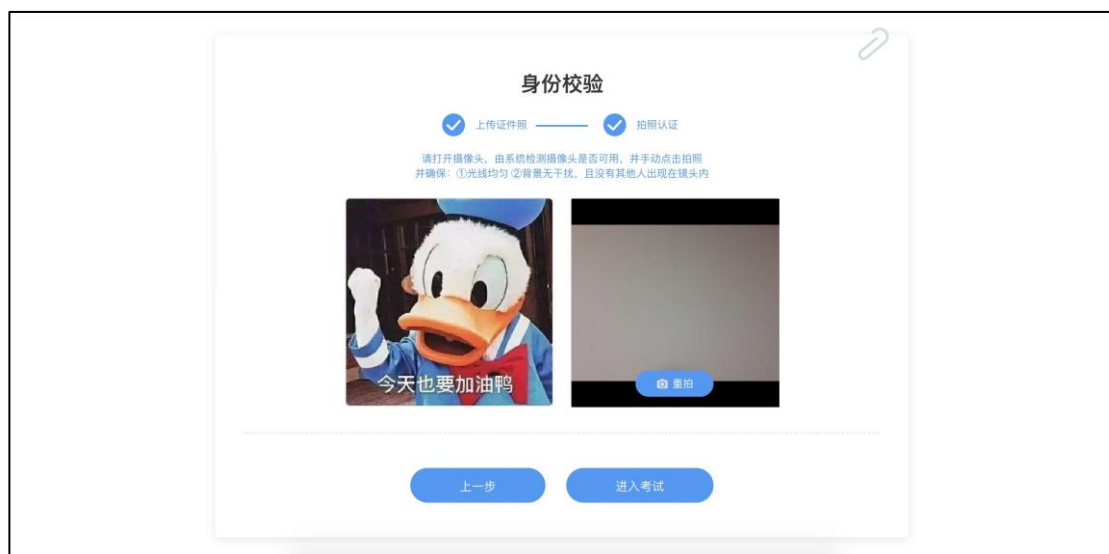 身份校验
上传证件照
拍照认证
请打开摄像头，由系统检测摄像头是否可用，并手动点击拍照
并确保：①光线均匀 ②背景无干扰，且没有其他人出现在镜头内
今天也要加油鸭
重拍
上一步
进入考试